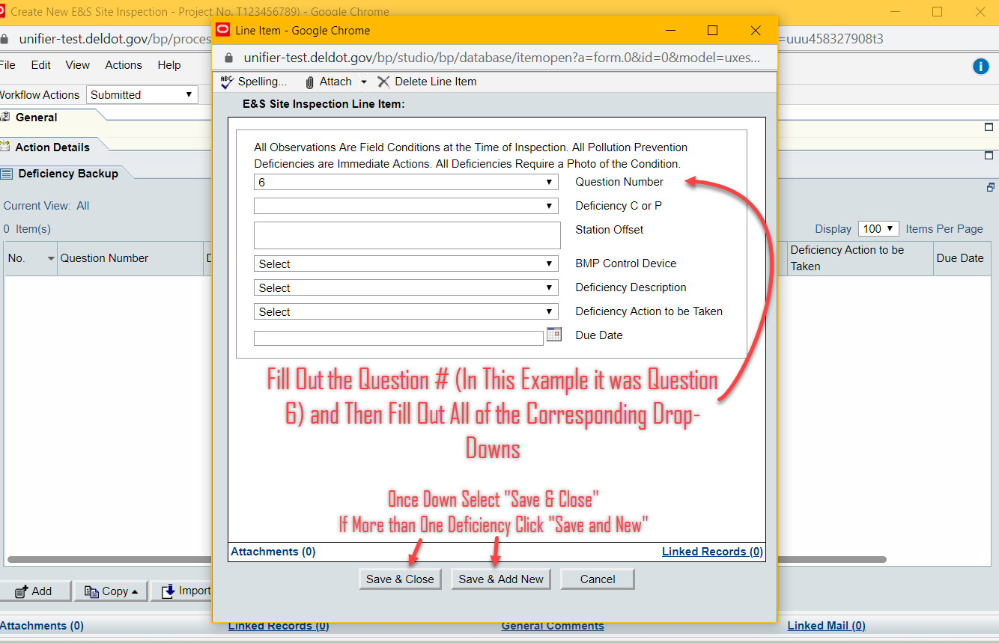 Create New E&S Site Inspection - Project No. T123456789) - Google Chrome
unifier-test.deldot.gov/bp/proces
=uuu458327908t3
File Edit View Actions Help
Workflow Actions Submitted
General
Action Details
Deficiency Backup
Current View: All
0 Item(s)
Display 100 Items Per Page
No. Question Number D
Deficiency Action to be
Taken
Due Date
Line Item - Google Chrome
unifier-test.deldot.gov/bp/studio/bp/database/itemopen?a=form.0&id=0&model=uxes...
ABC Spelling... Attach Delete Line Item
E&S Site Inspection Line Item:
All Observations Are Field Conditions at the Time of Inspection. All Pollution Prevention
Deficiencies are Immediate Actions. All Deficiencies Require a Photo of the Condition.
6 Question Number
Deficiency C or P
Station Offset
Select BMP Control Device
Select Deficiency Description
Select Deficiency Action to be Taken
Due Date
Fill Out the Question # (In This Example it was Question
6) and Then Fill Out All of the Corresponding Drop-
Downs
Once Down Select "Save & Close"
If More than One Deficiency Click "Save and New"
Attachments (0) Linked Records (0)
Save & Close Save & Add New Cancel
Add Copy Import
Attachments (0) Linked Records (0) General Comments Linked Mail (0)